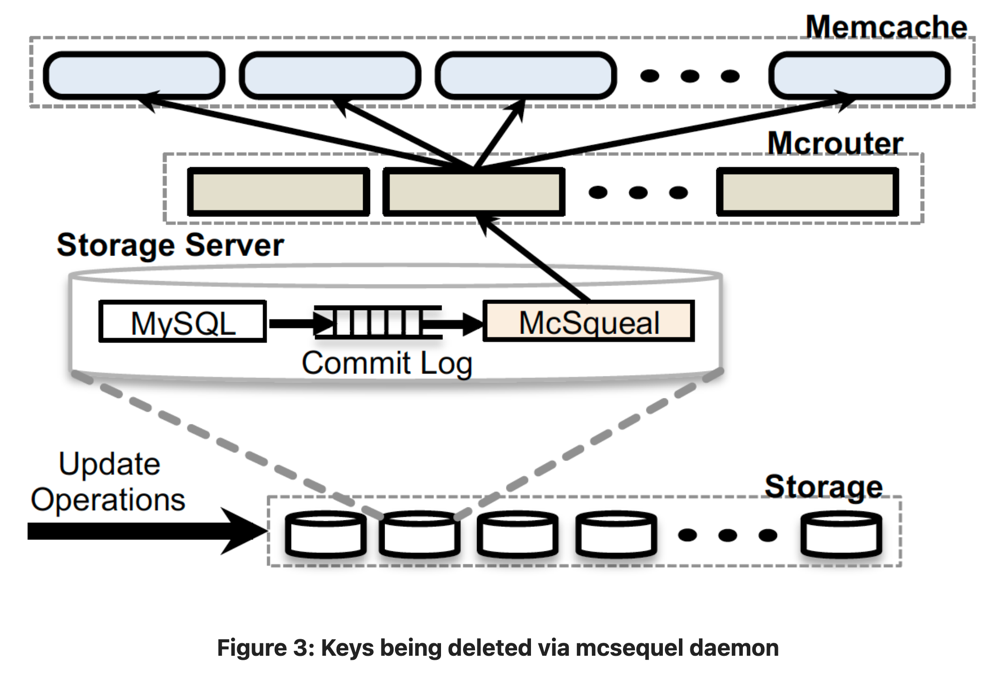 Memcache
Mcrouter
Storage Server
MySQL
McSqueal
Commit Log
Update
Operations
Storage
Figure 3: Keys being deleted via mcsequel daemon